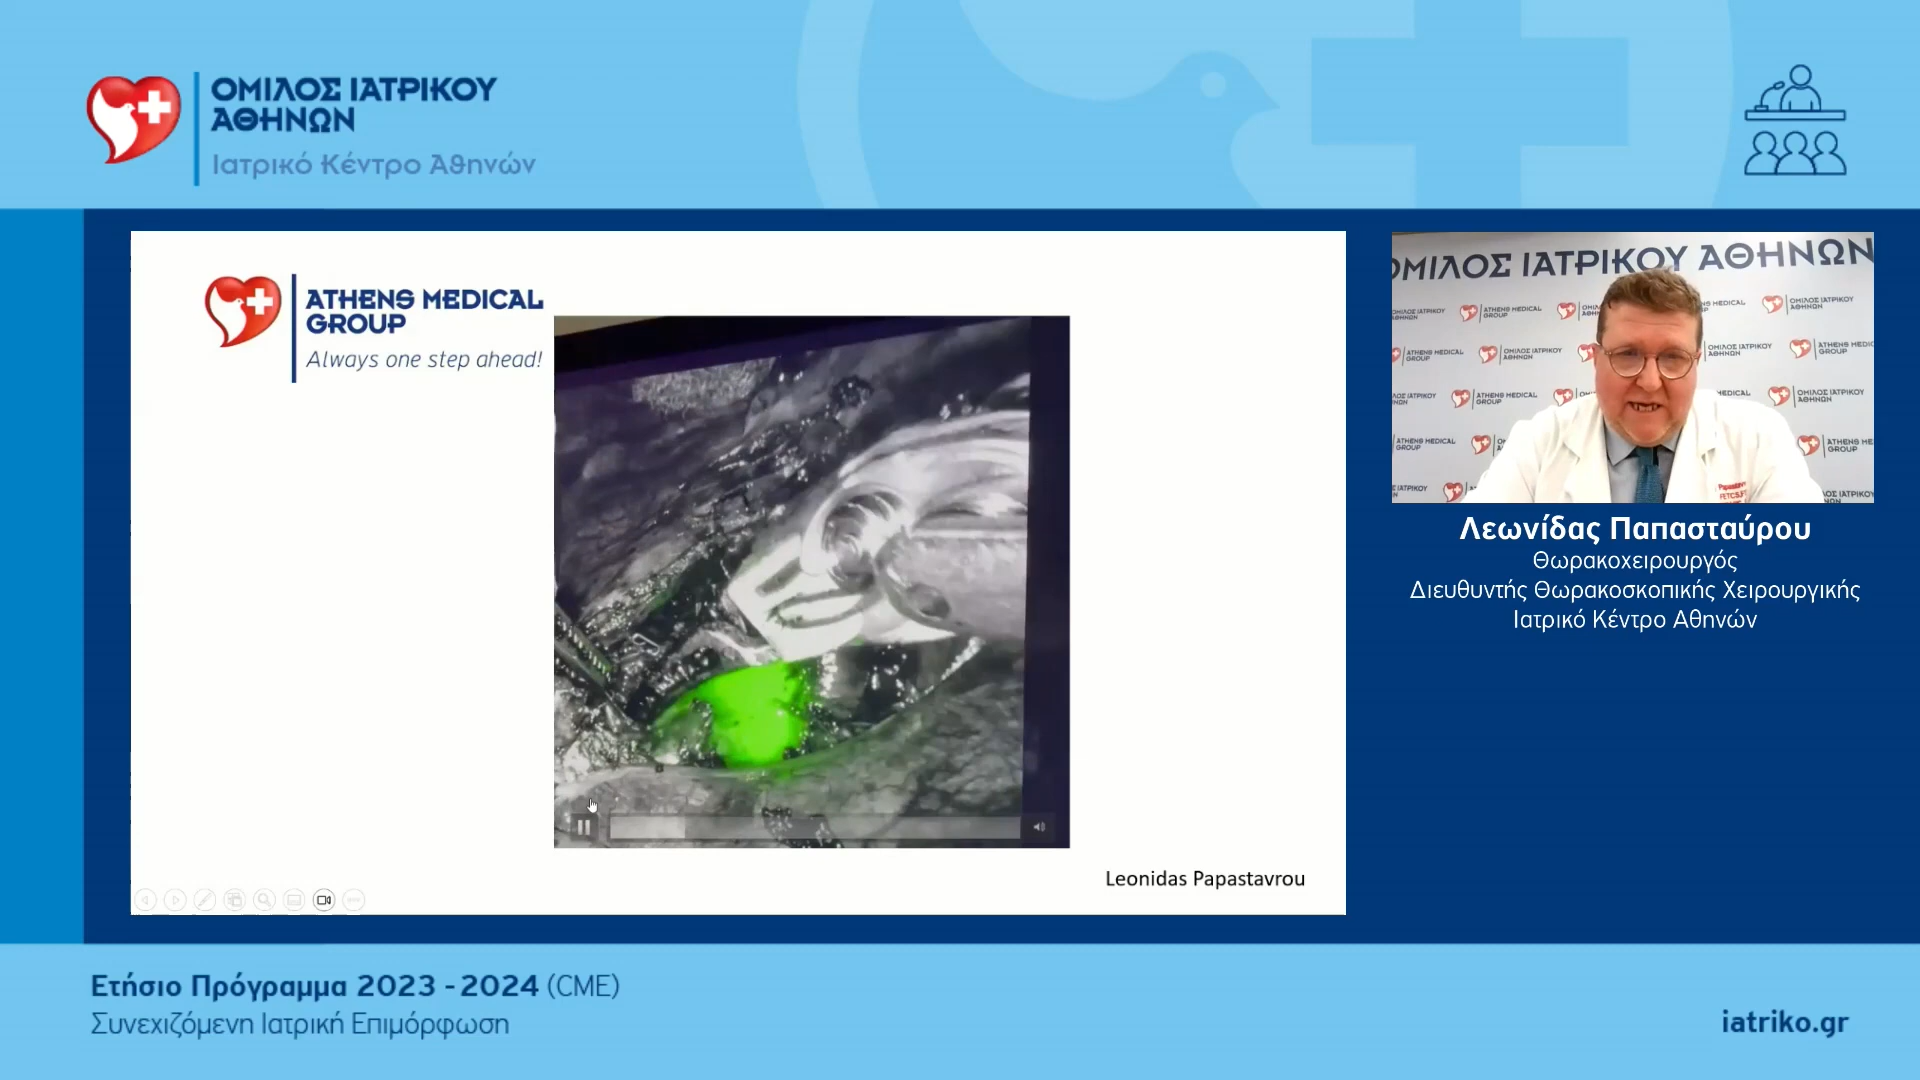 ΟΜΙΛΟΣ ΙΑΤΡΙΚΟΥ
ΑΘΗΝΩΝ
Ιατρικό Κέντρο Αθηνών
ATHENS MEDICAL
GROUP
Always one step ahead!
Leonidas Papastavrou
ΟΜΙΛΟΣ ΙΑΤΡΙΚΟΥ ΑΘΗΝΩΝ
Λεωνίδας Παπασταύρου
Θωρακοχειρουργός
Διευθυντής Θωρακοσκοπικής Χειρουργικής
Ιατρικό Κέντρο Αθηνών
Ετήσιο Πρόγραμμα 2023 - 2024 (CME)
Συνεχιζόμενη Ιατρική Επιμόρφωση
iatriko.gr